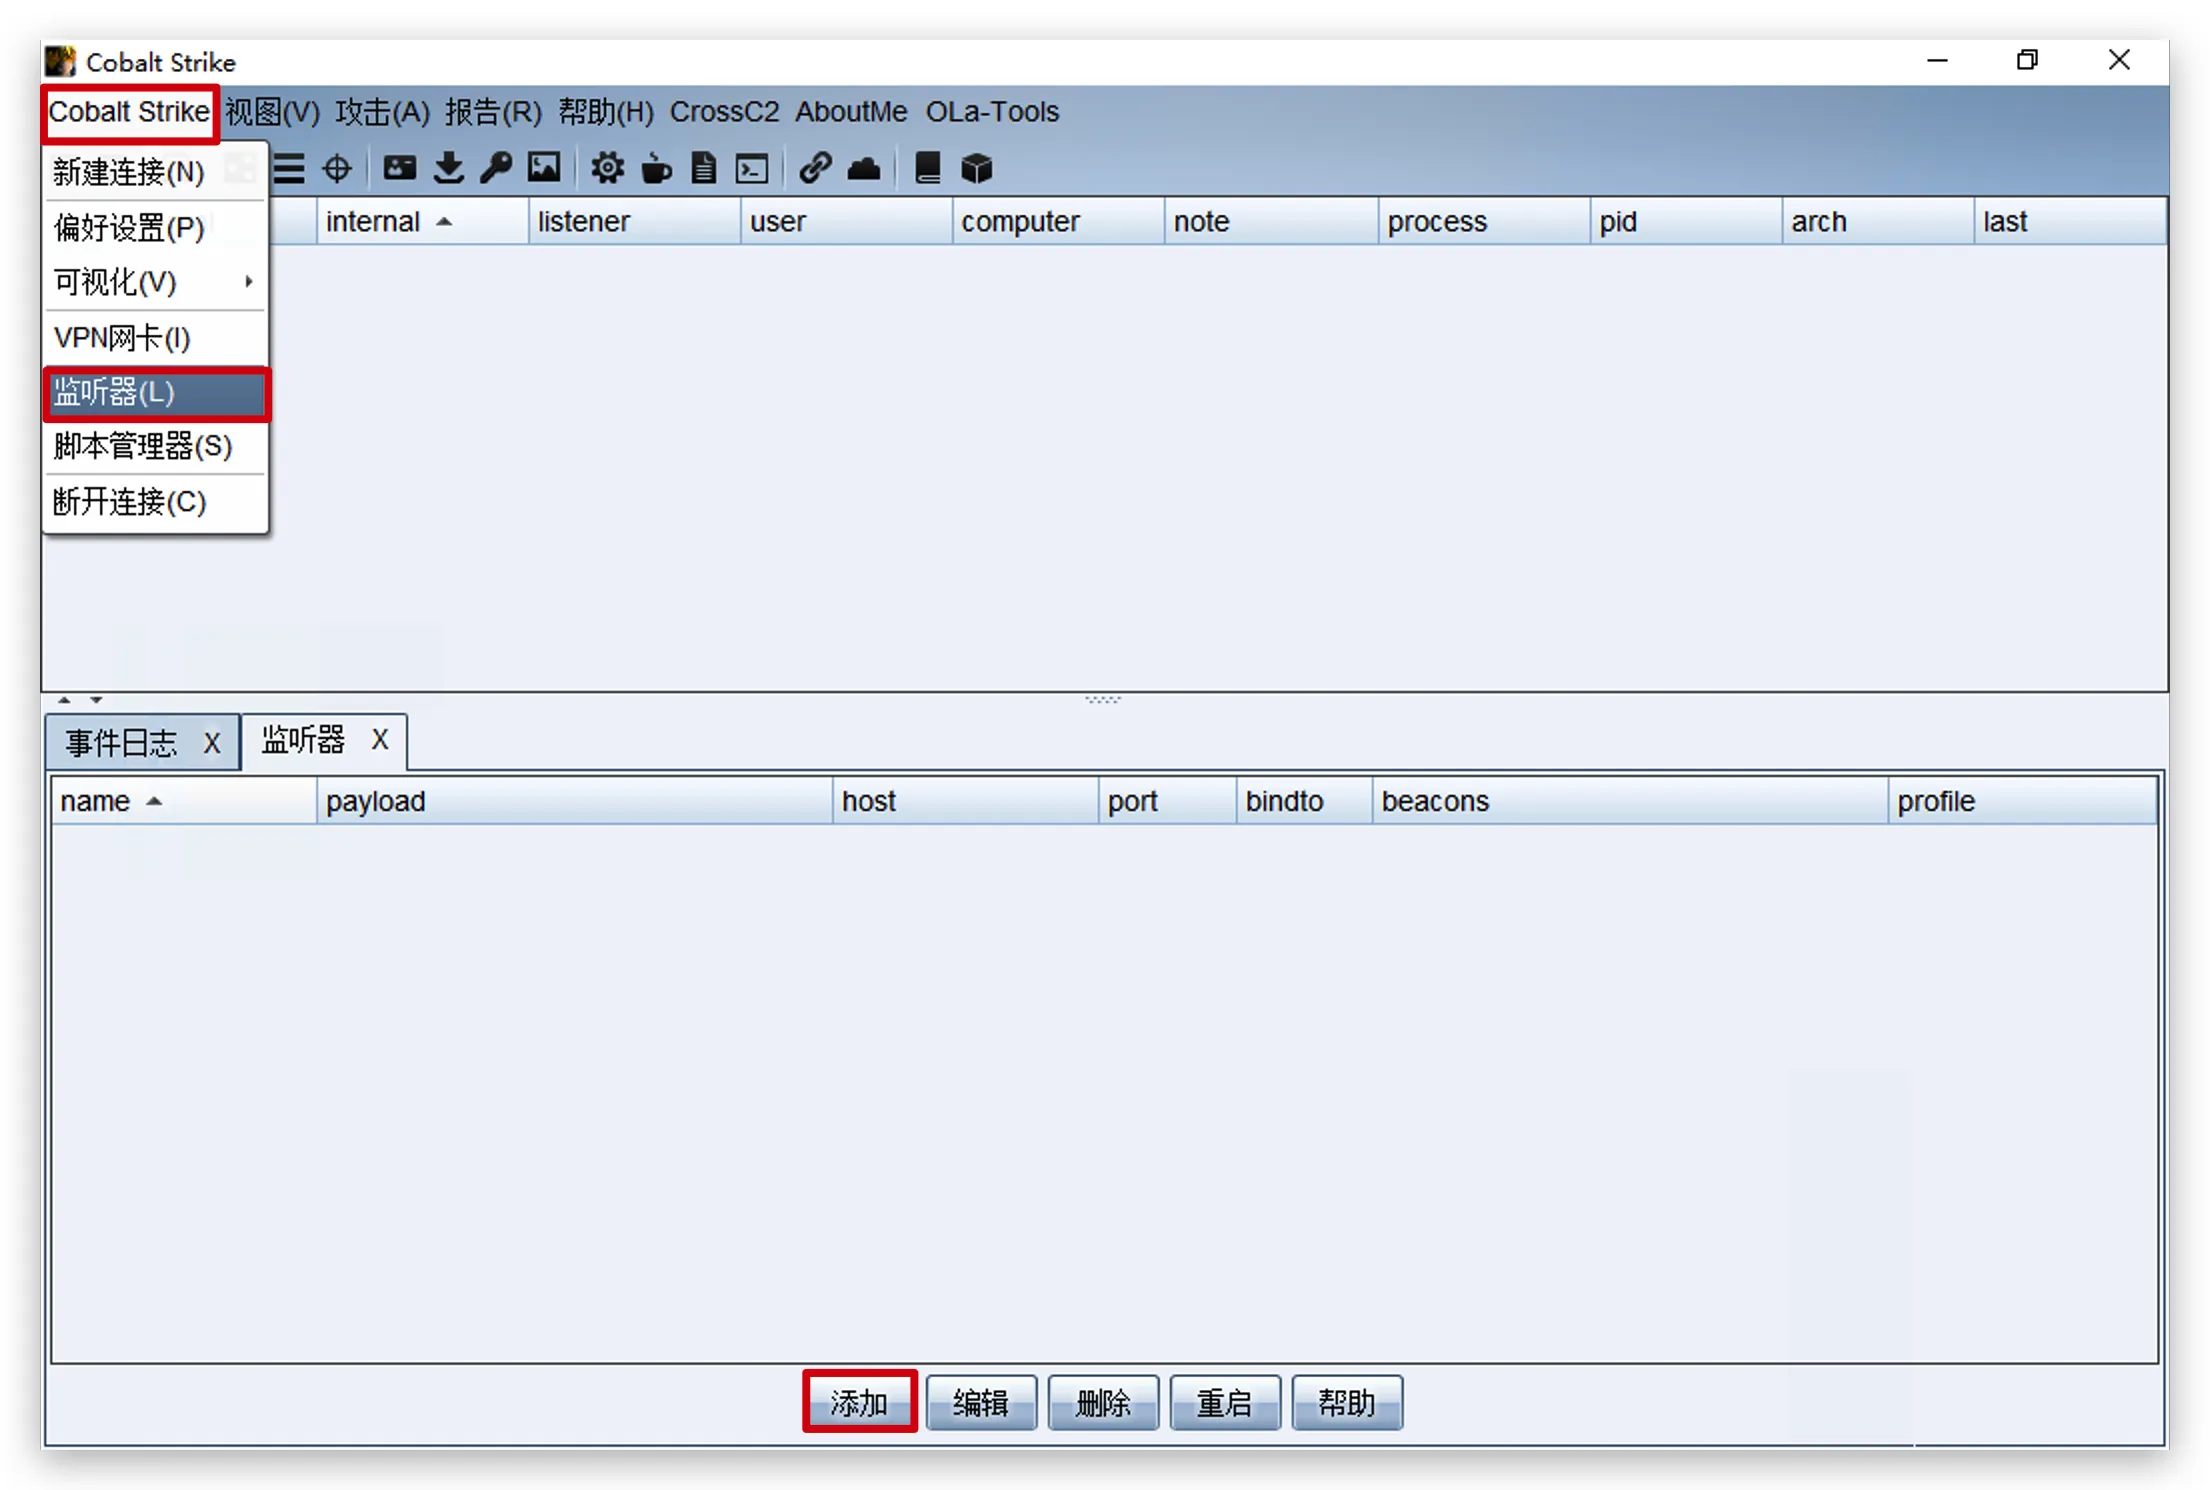 Cobalt Strike
Cobalt Strike 视图(V) 攻击(A) 报告(R) 帮助(H) CrossC2 AboutMe OLa-Tools
新建连接(N)
偏好设置(P)
可视化(V)
VPN网卡(I)
监听器(L)
脚本管理器(S)
断开连接(C)
internal listener user computer note process pid arch last
事件日志 X 监听器 X
name payload host port bindto beacons profile
添加 编辑 删除 重启 帮助